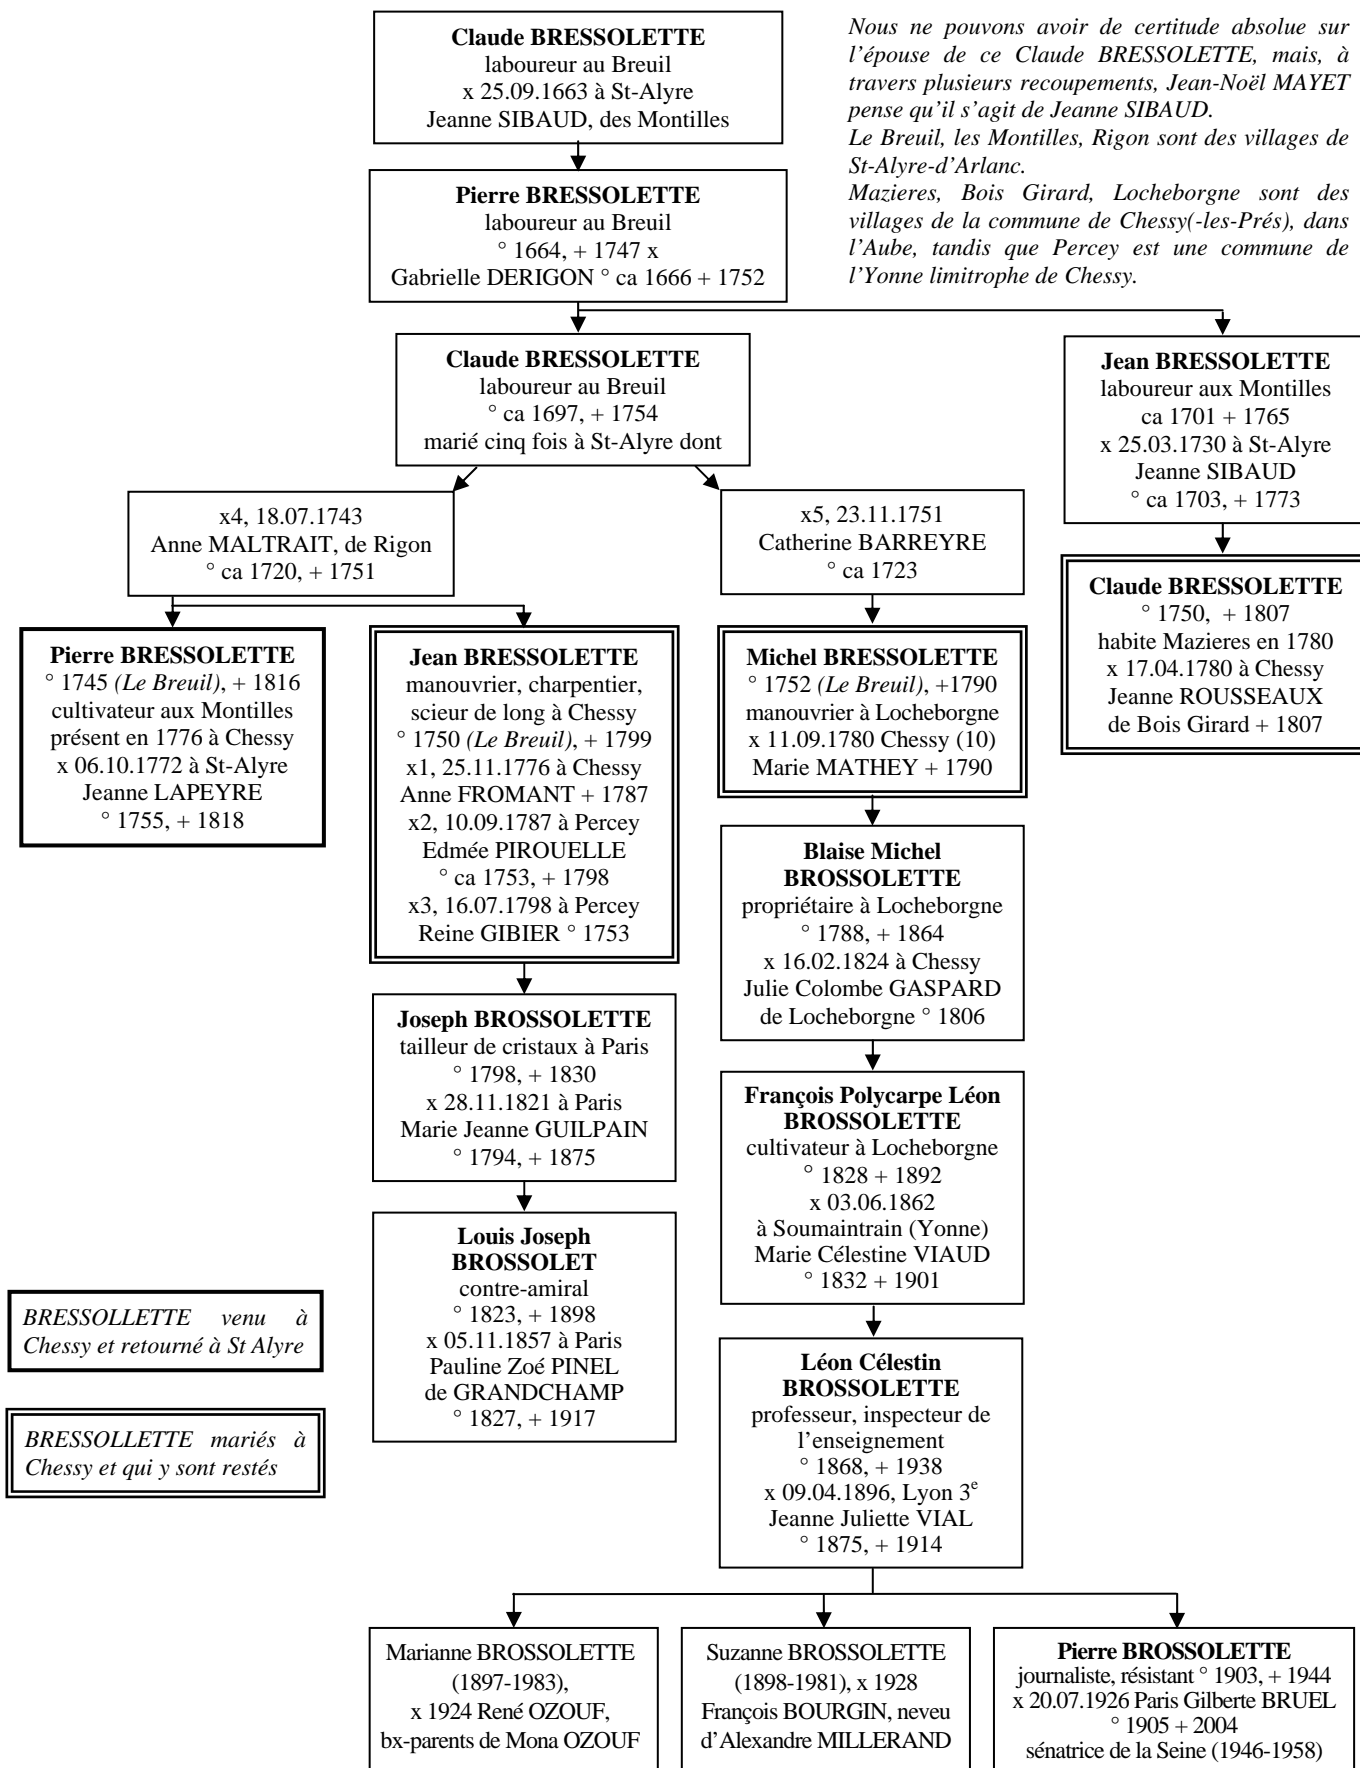 Claude BRESSOLETTE
laboureur au Breuil
x 25.09.1663 à St-Alyre
Jeanne SIBAUD, des Montilles
Nous ne pouvons avoir de certitude absolue sur
l'épouse de ce Claude BRESSOLETTE, mais, à
travers plusieurs recoupements, Jean-Noël MAYET
pense qu'il s'agit de Jeanne SIBAUD.
Le Breuil, les Montilles, Rigon sont des villages de
St-Alyre-d'Arlanc.
Mazieres, Bois Girard, Locheborgne sont des
villages de la commune de Chessy(-les-Prés), dans
l'Aube, tandis que Percey est une commune de
l'Yonne limitrophe de Chessy.
Pierre BRESSOLETTE
laboureur au Breuil
° 1664, + 1747 x
Gabrielle DERIGON ° ca 1666 + 1752
Claude BRESSOLETTE
laboureur au Breuil
° ca 1697, + 1754
marié cinq fois à St-Alyre dont
Jean BRESSOLETTE
laboureur aux Montilles
ca 1701 + 1765
x 25.03.1730 à St-Alyre
Jeanne SIBAUD
° ca 1703, + 1773
x4, 18.07.1743
Anne MALTRAIT, de Rigon
° ca 1720, + 1751
x5, 23.11.1751
Catherine BARREYRE
° ca 1723
Claude BRESSOLETTE
° 1750, + 1807
habite Mazieres en 1780
x 17.04.1780 à Chessy
Jeanne ROUSSEAUX
de Bois Girard + 1807
Pierre BRESSOLETTE
° 1745 (Le Breuil), + 1816
cultivateur aux Montilles
présent en 1776 à Chessy
x 06.10.1772 à St-Alyre
Jeanne LAPEYRE
° 1755, + 1818
Jean BRESSOLETTE
manouvrier, charpentier,
scieur de long à Chessy
° 1750 (Le Breuil), + 1799
x1, 25.11.1776 à Chessy
Anne FROMANT + 1787
x2, 10.09.1787 à Percey
Edmée PIROUELLE
° ca 1753, + 1798
x3, 16.07.1798 à Percey
Reine GIBIER ° 1753
Michel BRESSOLETTE
° 1752 (Le Breuil), +1790
manouvrier à Locheborgne
x 11.09.1780 Chessy (10)
Marie MATHEY + 1790
Blaise Michel
BROSSOLETTE
propriétaire à Locheborgne
° 1788, + 1864
x 16.02.1824 à Chessy
Julie Colombe GASPARD
de Locheborgne ° 1806
Joseph BROSSOLETTE
tailleur de cristaux à Paris
° 1798, + 1830
x 28.11.1821 à Paris
Marie Jeanne GUILPAIN
° 1794, + 1875
François Polycarpe Léon
BROSSOLETTE
cultivateur à Locheborgne
° 1828 + 1892
x 03.06.1862
à Soumaintrain (Yonne)
Marie Célestine VIAUD
° 1832 + 1901
Louis Joseph
BROSSOLET
contre-amiral
° 1823, + 1898
x 05.11.1857 à Paris
Pauline Zoé PINEL
de GRANDCHAMP
° 1827, + 1917
BRESSOLLETTE venu à
Chessy et retourné à St Alyre
BRESSOLLETTE mariés à
Chessy et qui y sont restés
Léon Célestin
BROSSOLETTE
professeur, inspecteur de
l'enseignement
° 1868, + 1938
x 09.04.1896, Lyon 3e
Jeanne Juliette VIAL
° 1875, + 1914
Marianne BROSSOLETTE
(1897-1983),
x 1924 René OZOUF,
bx-parents de Mona OZOUF
Suzanne BROSSOLETTE
(1898-1981), x 1928
François BOURGIN, neveu
d'Alexandre MILLERAND
Pierre BROSSOLETTE
journaliste, résistant ° 1903, + 1944
x 20.07.1926 Paris Gilberte BRUEL
° 1905 + 2004
sénatrice de la Seine (1946-1958)